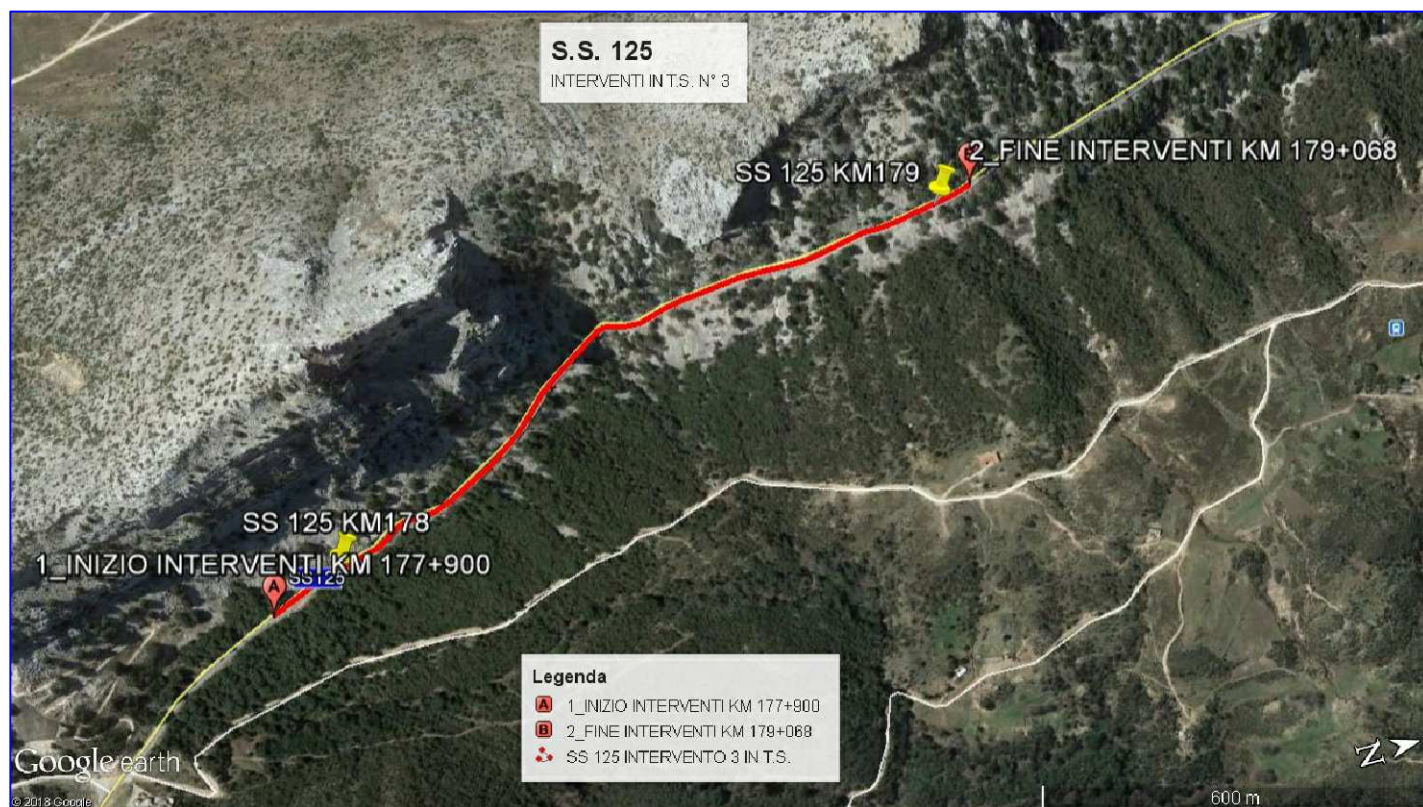 S.S. 125
INTERVENTI IN T.S. N° 3
2_FINE INTERVENTI KM 179+068
SS 125 KM179
SS 125 KM178
1_INIZIO INTERVENTI KM 177+900
SS125
Legenda
A 1_INIZIO INTERVENTI KM 177+900
B 2_FINE INTERVENTI KM 179+068
SS 125 INTERVENTO 3 IN T.S.
Google earth
© 2018 Google
N
600 m